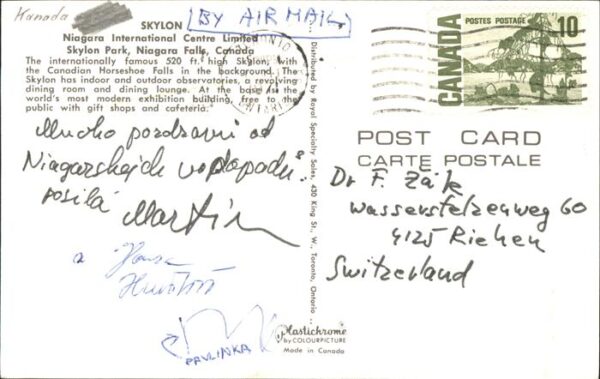 Kanada
SKYLON
[BY AIR MAIL]
Niagara International Centre Limited
Skylon Park, Niagara Falls, Canada
The internationally famous 520 ft. high Skylon, with
the Canadian Horseshoe Falls in the background. The
Skylon has indoor and outdoor observatories, a revolving
dining room and dining lounge. At the base is the
world's most modern exhibition building, free to the
public with gift shops and cafeteria.
Mnoho pozdravů od
Niagarských vodopádů
posílá
Martin
a Hana
PAVLINKA
Distributed by Royal Specialty Sales, 430 King St., W., Toronto, Ontario
Plastichrome
by COLOURPICTURE
Made in Canada
CANADA
POSTES POSTAGE
10
POST CARD
CARTE POSTALE
Dr F. Žák
Wasserstelzenweg 60
4125 Riehen
Switzerland